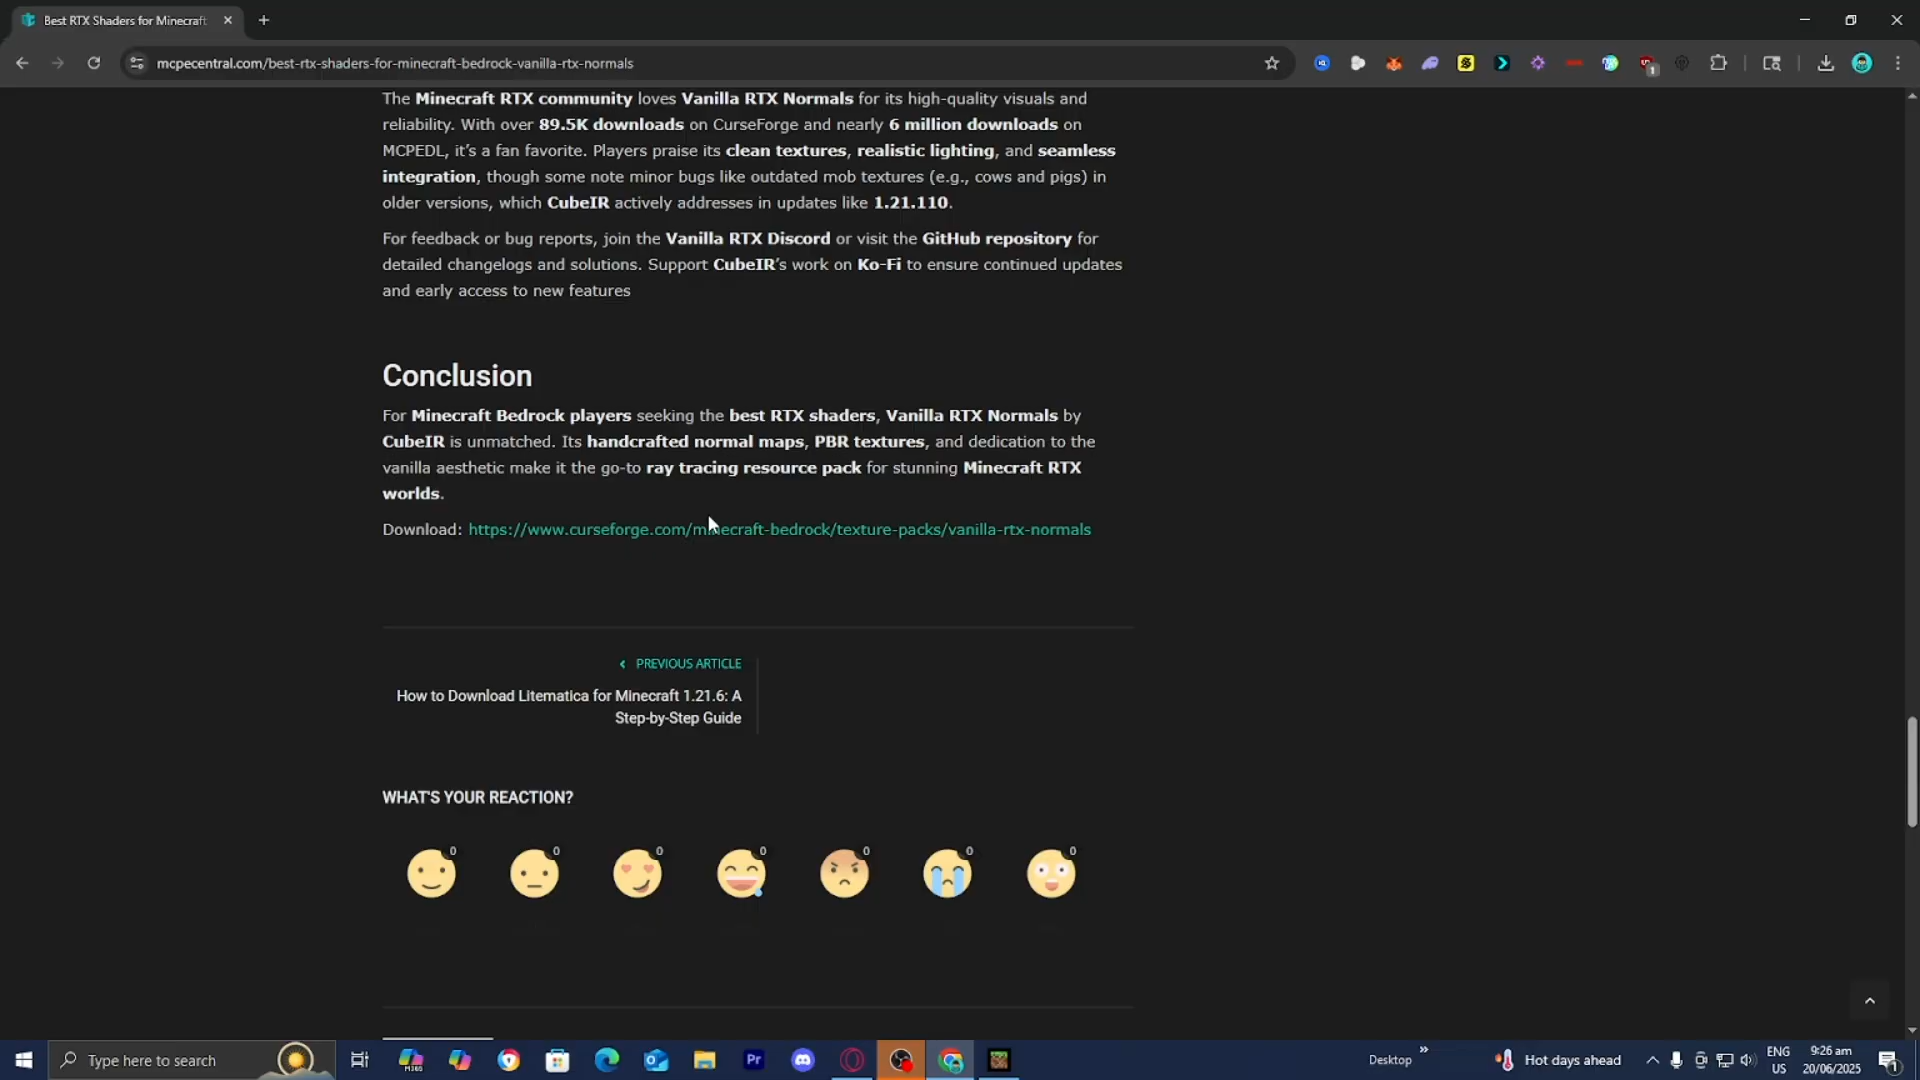 Best RTX Shaders for Minecraft
mcpecentral.com/best-rtx-shaders-for-minecraft-bedrock-vanilla-rtx-normals
1
The Minecraft RTX community loves Vanilla RTX Normals for its high-quality visuals and
reliability. With over 89.5K downloads on CurseForge and nearly 6 million downloads on
MCPEDL, it’s a fan favorite. Players praise its clean textures, realistic lighting, and seamless
integration, though some note minor bugs like outdated mob textures (e.g., cows and pigs) in
older versions, which CubeIR actively addresses in updates like 1.21.110.
For feedback or bug reports, join the Vanilla RTX Discord or visit the GitHub repository for
detailed changelogs and solutions. Support CubeIR’s work on Ko-Fi to ensure continued updates
and early access to new features
Conclusion
For Minecraft Bedrock players seeking the best RTX shaders, Vanilla RTX Normals by
CubeIR is unmatched. Its handcrafted normal maps, PBR textures, and dedication to the
vanilla aesthetic make it the go-to ray tracing resource pack for stunning Minecraft RTX
worlds.
Download: https://www.curseforge.com/minecraft-bedrock/texture-packs/vanilla-rtx-normals
PREVIOUS ARTICLE
How to Download Litematica for Minecraft 1.21.6: A
Step-by-Step Guide
WHAT'S YOUR REACTION?
0 0 0 0 0 0 0
Type here to search
M365
Pr
Desktop
Hot days ahead
ENG
US
9:26 am
20/06/2025
1